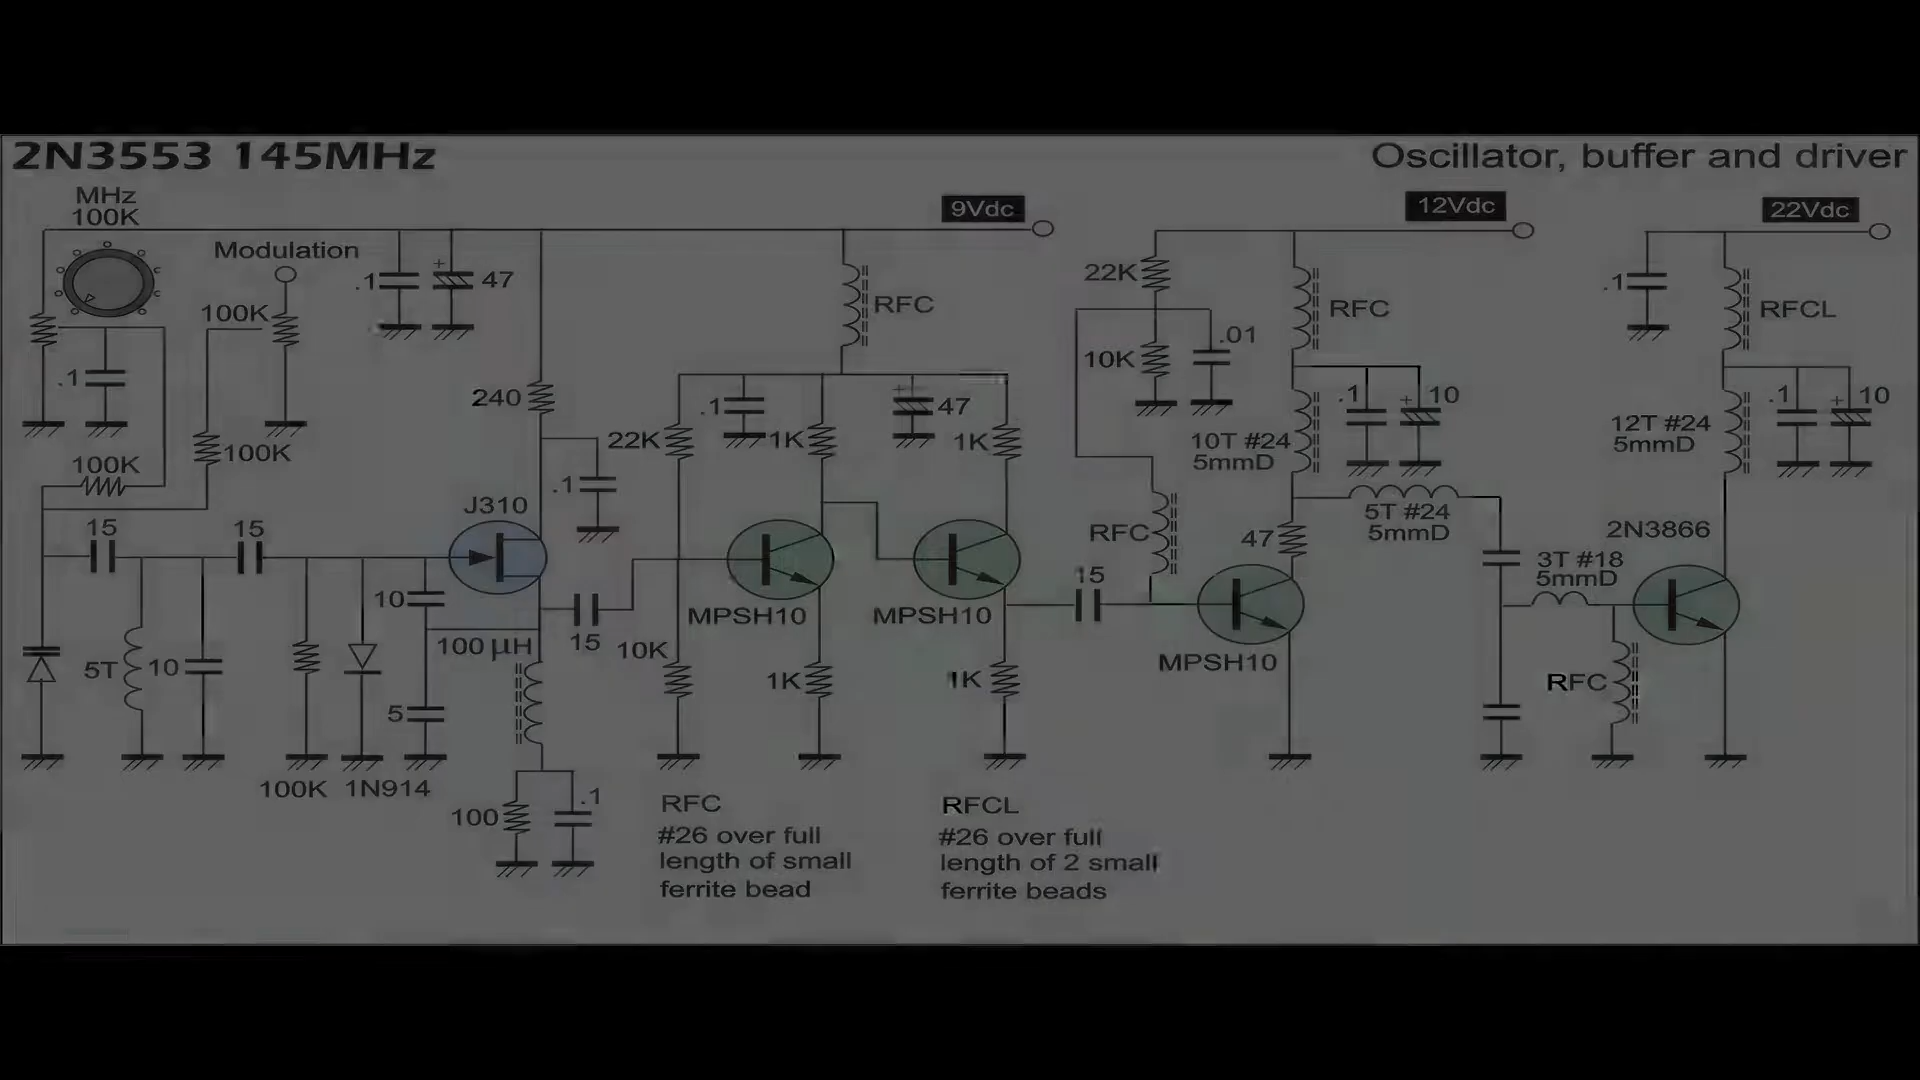 2N3553 145MHz
Oscillator, buffer and driver
MHz
100K
9Vdc
12Vdc
22Vdc
Modulation
.1
47
RFC
22K
RFC
.1
RFCL
100K
.1
10K
.01
240
.1
47
.1
10
.1
10
22K
1K
1K
10T #24
5mmD
12T #24
5mmD
100K
100K
.1
J310
5T #24
5mmD
15
15
RFC
47
2N3866
3T #18
5mmD
10
15
MPSH10
MPSH10
100 µH
15
10K
5T
10
MPSH10
1K
1K
RFC
5
100K
1N914
100
.1
RFC
#26 over full
length of small
ferrite bead
RFCL
#26 over full
length of 2 small
ferrite beads